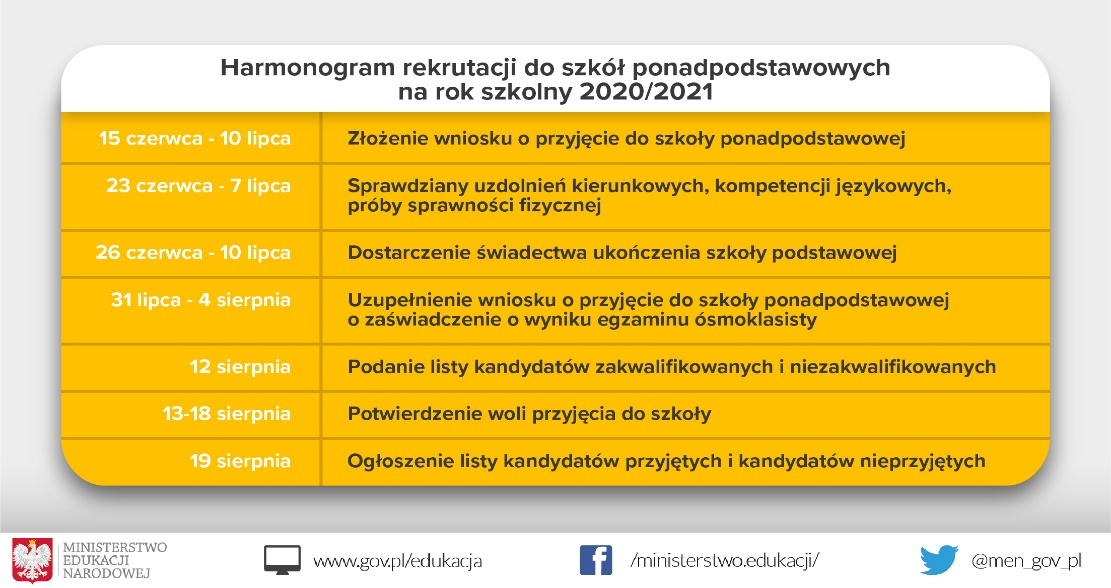 Harmonogram rekrutacji do szkół ponadpodstawowych
na rok szkolny 2020/2021
15 czerwca - 10 lipca
Złożenie wniosku o przyjęcie do szkoły ponadpodstawowej
23 czerwca - 7 lipca
Sprawdziany uzdolnień kierunkowych, kompetencji językowych,
próby sprawności fizycznej
26 czerwca - 10 lipca
Dostarczenie świadectwa ukończenia szkoły podstawowej
31 lipca - 4 sierpnia
Uzupełnienie wniosku o przyjęcie do szkoły ponadpodstawowej
o zaświadczenie o wyniku egzaminu ósmoklasisty
12 sierpnia
Podanie listy kandydatów zakwalifikowanych i niezakwalifikowanych
13-18 sierpnia
Potwierdzenie woli przyjęcia do szkoły
19 sierpnia
Ogłoszenie listy kandydatów przyjętych i kandydatów nieprzyjętych
MINISTERSTWO
EDUKACJI
NARODOWEJ
www.gov.pl/edukacja
/ministerstwo.edukacji/
@men_gov_pl